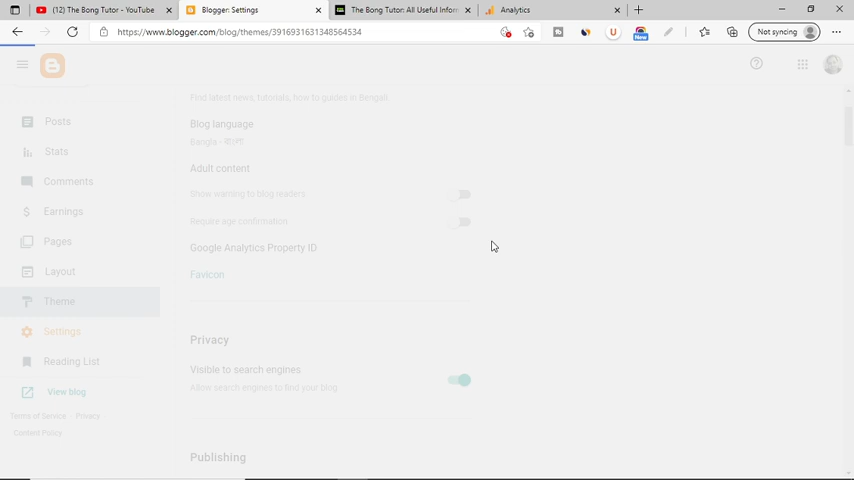 (12) The Bong Tutor - YouTube
Blogger: Settings
The Bong Tutor: All Useful Inform
Analytics
https://www.blogger.com/blog/themes/3916931631348564534
New
Not syncing
Find latest news, tutorials, how to guides in Bengali.
Posts
Blog language
Bangla - বাংলা
Stats
Adult content
Comments
Show warning to blog readers
Earnings
Require age confirmation
Pages
Google Analytics Property ID
Layout
Favicon
Theme
Settings
Privacy
Reading List
Visible to search engines
Allow search engines to find your blog
View blog
Terms of Service · Privacy
Content Policy
Publishing